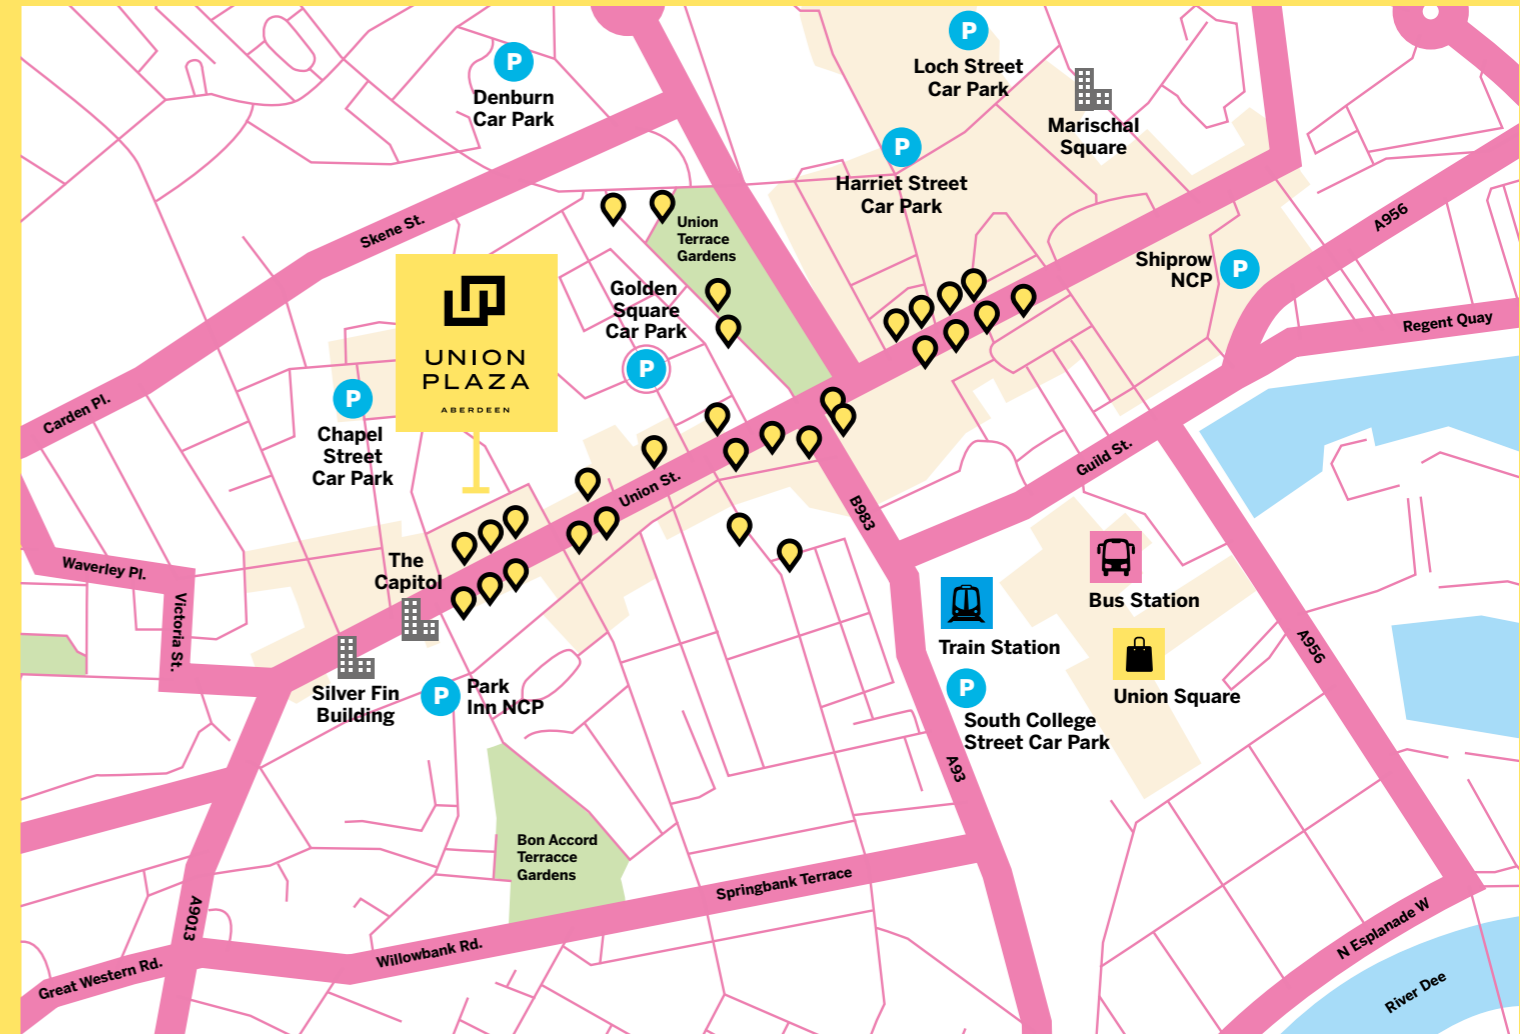 P
Loch Street
Car Park
P
Denburn
Car Park
Marischal
Square
P
Harriet Street
Car Park
Union
Terrace
Gardens
Skene St.
A956
Shiprow
NCP
P
UNION
PLAZA
ABERDEEN
Golden
Square
Car Park
P
Regent Quay
Carden Pl.
P
Chapel
Street
Car Park
Union St.
Guild St.
B983
Waverley Pl.
Victoria St.
The
Capitol
Bus Station
Train Station
A956
Silver Fin
Building
P
Park
Inn NCP
Union Square
P
South College
Street Car Park
A93
Bon Accord
Terracce
Gardens
Springbank Terrace
A9013
Willowbank Rd.
Great Western Rd.
N Esplanade W
River Dee